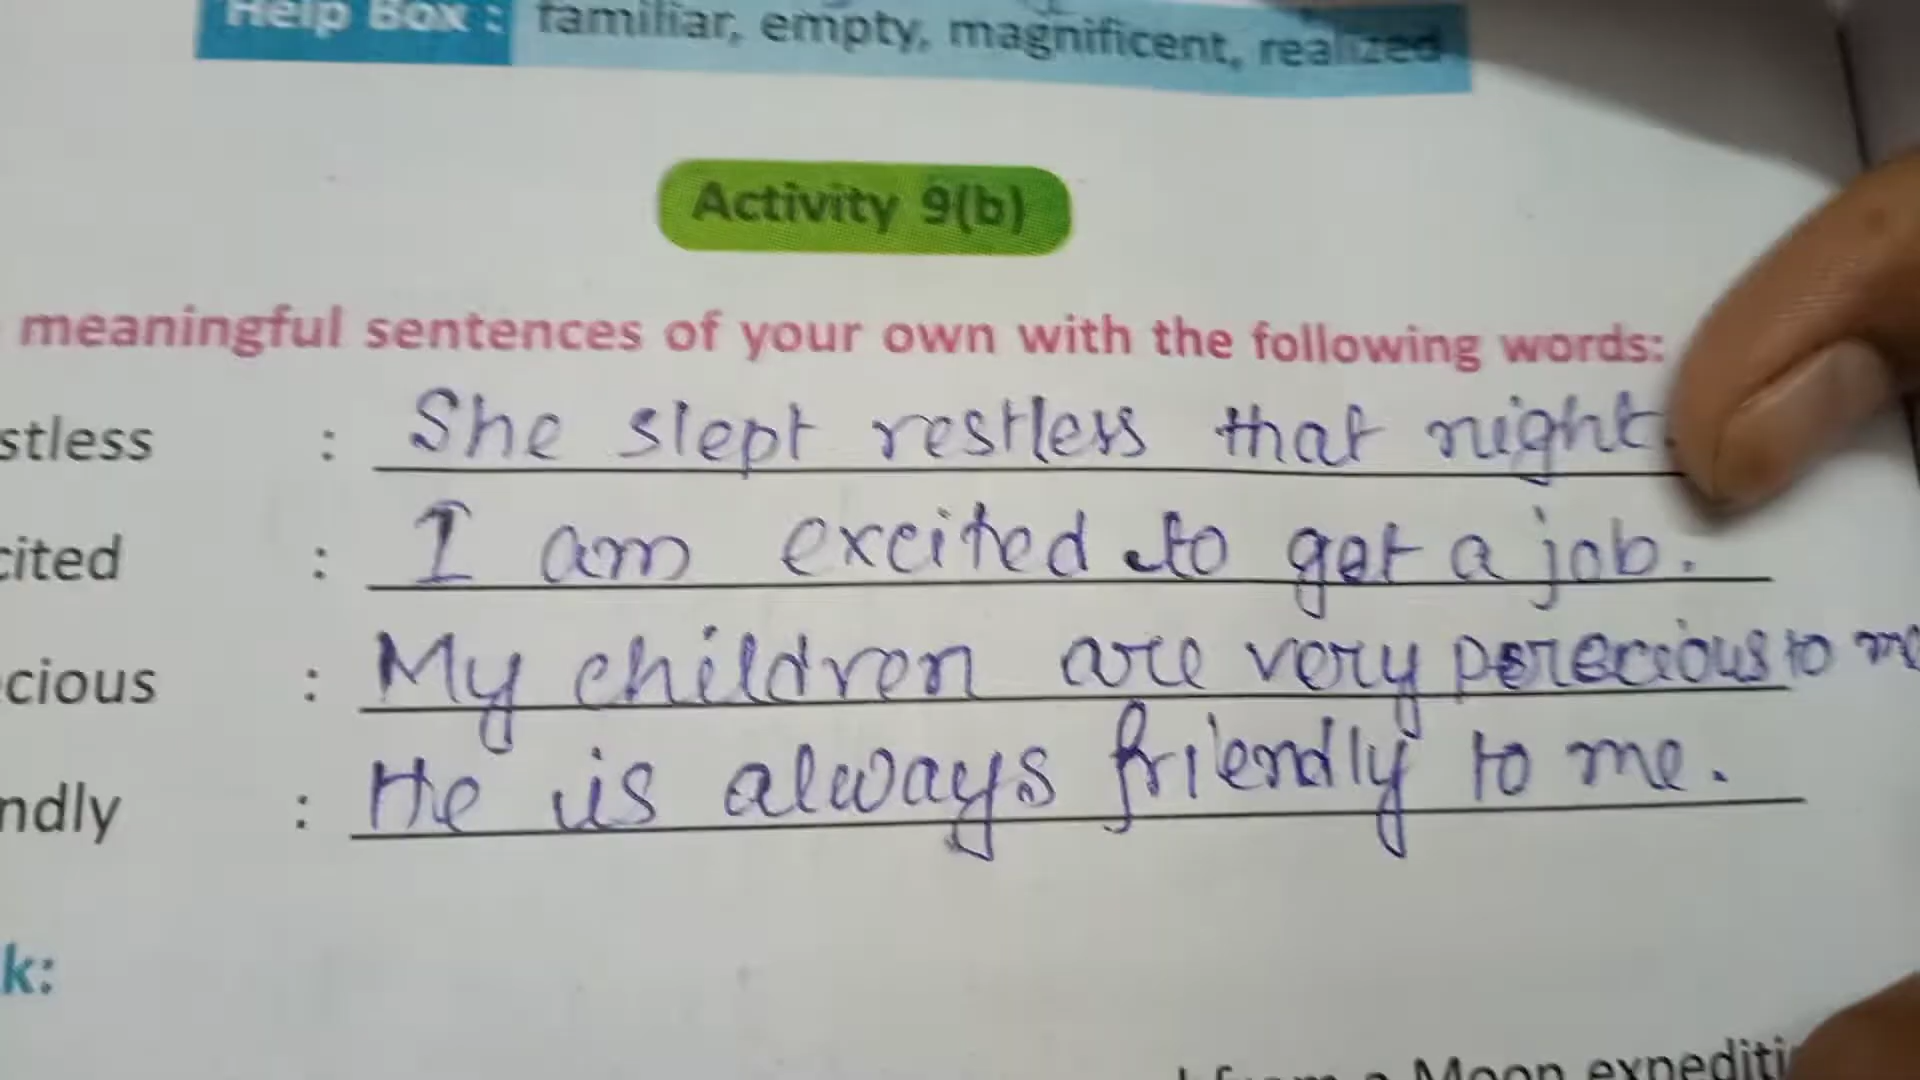 Help Box : familiar, empty, magnificent, realized
Activity 9(b)
meaningful sentences of your own with the following words:
stless : She slept restless that night.
cited : I am excited to get a job.
cious : My children are very perecious to me
ndly : He is always friendly to me.
k:
from a Moon expediti